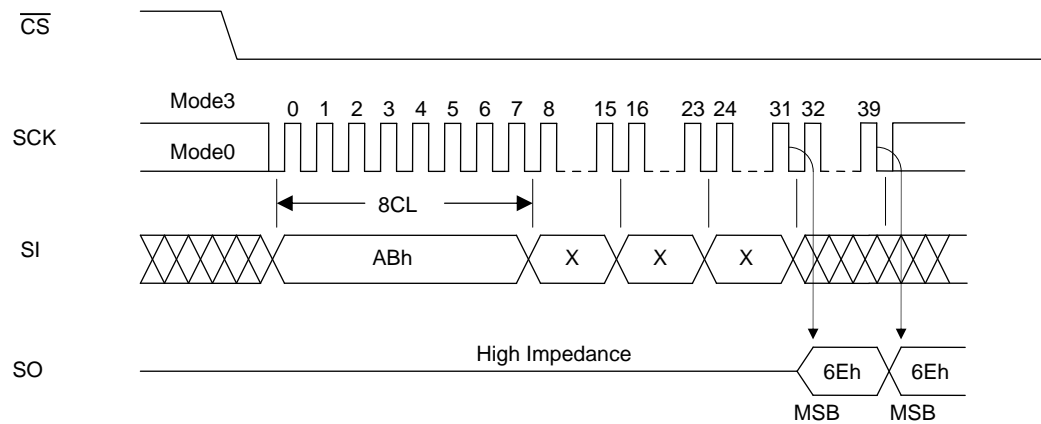 CS
Mode3
0 1 2 3 4 5 6 7 8 15 16 23 24 31 32 39
SCK
Mode0
8CL
SI
ABh X X X
High Impedance
SO
6Eh 6Eh
MSB MSB